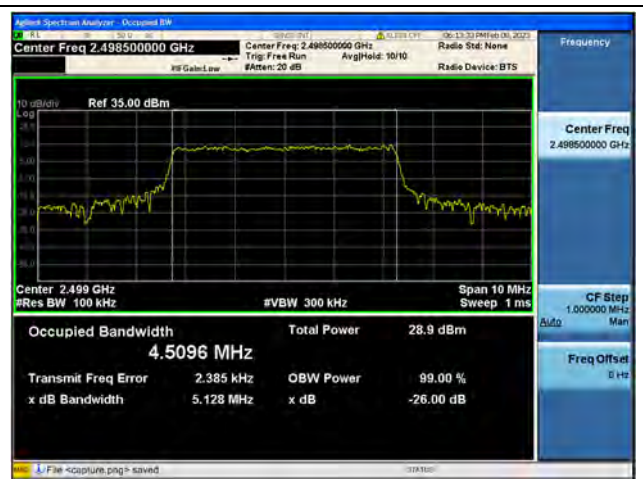 Agilent Spectrum Analyzer - Occupied BW
RL
Center Freq 2.498500000 GHz
#IFGain:Low
Center Freq: 2.498500000 GHz
Trig: Free Run Avg|Hold: 10/10
#Atten: 20 dB
06:13:33 PM Feb 08, 2023
Radio Std: None
Radio Device: BTS
Frequency
10 dB/div Ref 35.00 dBm
Log
Center Freq
2.498500000 GHz
Center 2.499 GHz
Span 10 MHz
#Res BW 100 kHz
#VBW 300 kHz
Sweep 1 ms
CF Step
1.000000 MHz
Auto Man
Occupied Bandwidth
4.5096 MHz
Total Power 28.9 dBm
Freq Offset
0 Hz
Transmit Freq Error 2.385 kHz
OBW Power 99.00 %
x dB Bandwidth 5.128 MHz
x dB -26.00 dB
MSG File <capture.png> saved
STATUS